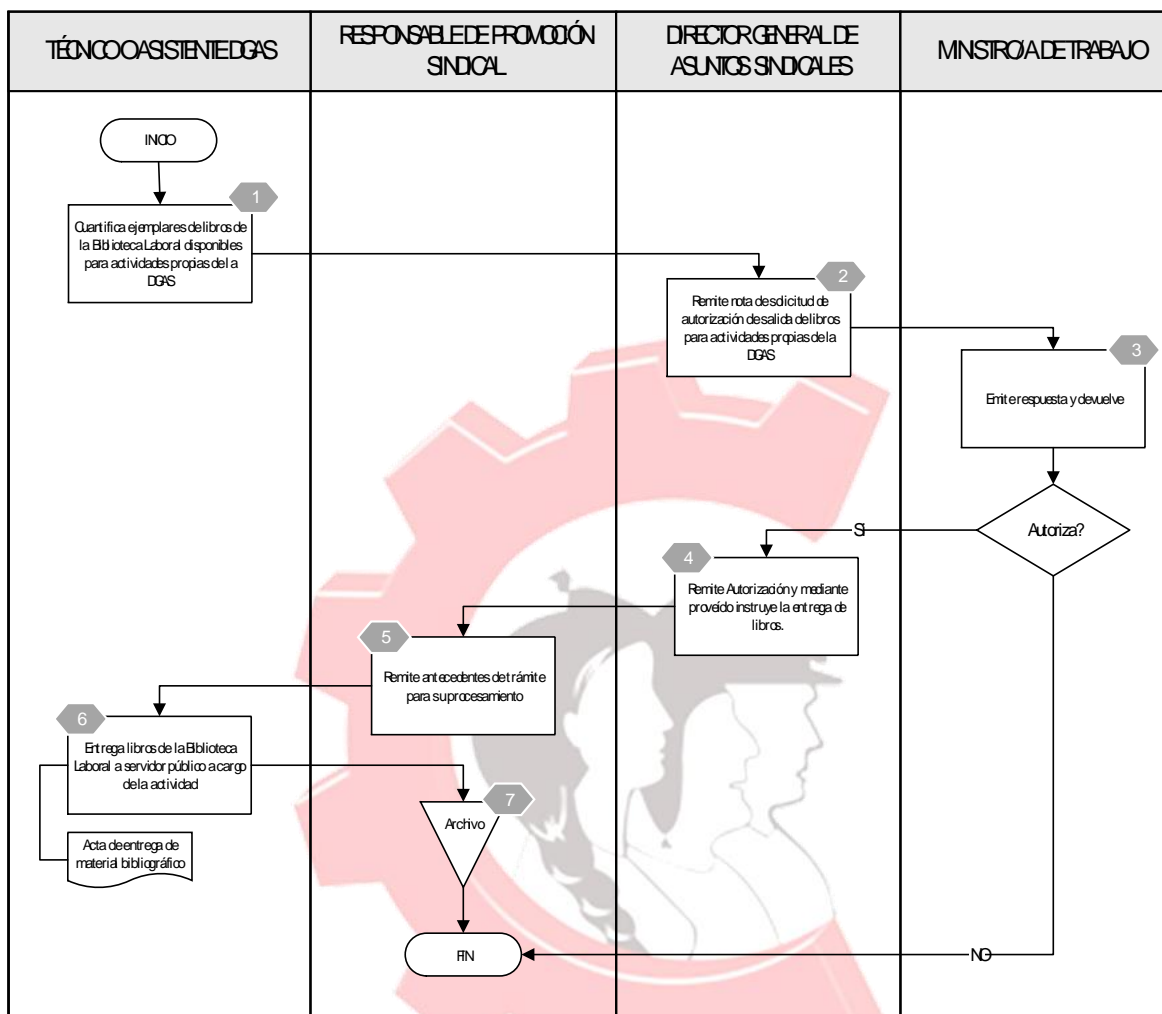 TÉCNICO O ASISTENTE DGAS
RESPONSABLE DE PROMOCIÓN
SINDICAL
DIRECTOR GENERAL DE
ASUNTOS SINDICALES
MINISTRO/A DE TRABAJO
INICIO
1
Cuantifica ejemplares de libros de
la Biblioteca Laboral disponibles
para actividades propias de la
DGAS
2
Remite nota de solicitud de
autorización de salida de libros
para actividades propias de la
DGAS
3
Emite respuesta y devuelve
Autoriza?
SI
4
Remite Autorización y mediante
proveído instruye la entrega de
libros.
5
Remite antecedentes de trámite
para su procesamiento
6
Entrega libros de la Biblioteca
Laboral a servidor público a cargo
de la actividad
7
Archivo
Acta de entrega de
material bibliográfico
FIN
NO